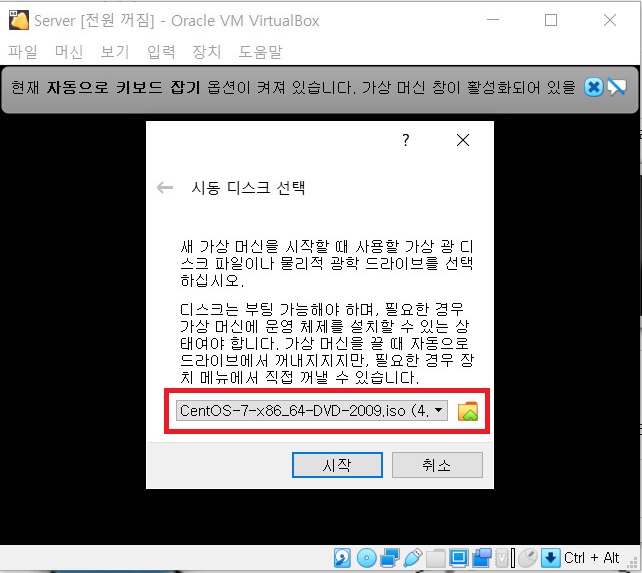 Server [전원 꺼짐] - Oracle VM VirtualBox
파일 머신 보기 입력 장치 도움말
현재 자동으로 키보드 잡기 옵션이 켜져 있습니다. 가상 머신 창이 활성화되어 있을
?
시동 디스크 선택
새 가상 머신을 시작할 때 사용할 가상 광 디
스크 파일이나 물리적 광학 드라이브를 선택
하십시오.
디스크는 부팅 가능해야 하며, 필요한 경우
가상 머신에 운영 체제를 설치할 수 있는 상
태여야 합니다. 가상 머신을 끌 때 자동으로
드라이브에서 꺼내지지지만, 필요한 경우 장
치 메뉴에서 직접 꺼낼 수 있습니다.
CentOS-7-x86_64-DVD-2009.iso (4.
시작 취소
Ctrl + Alt